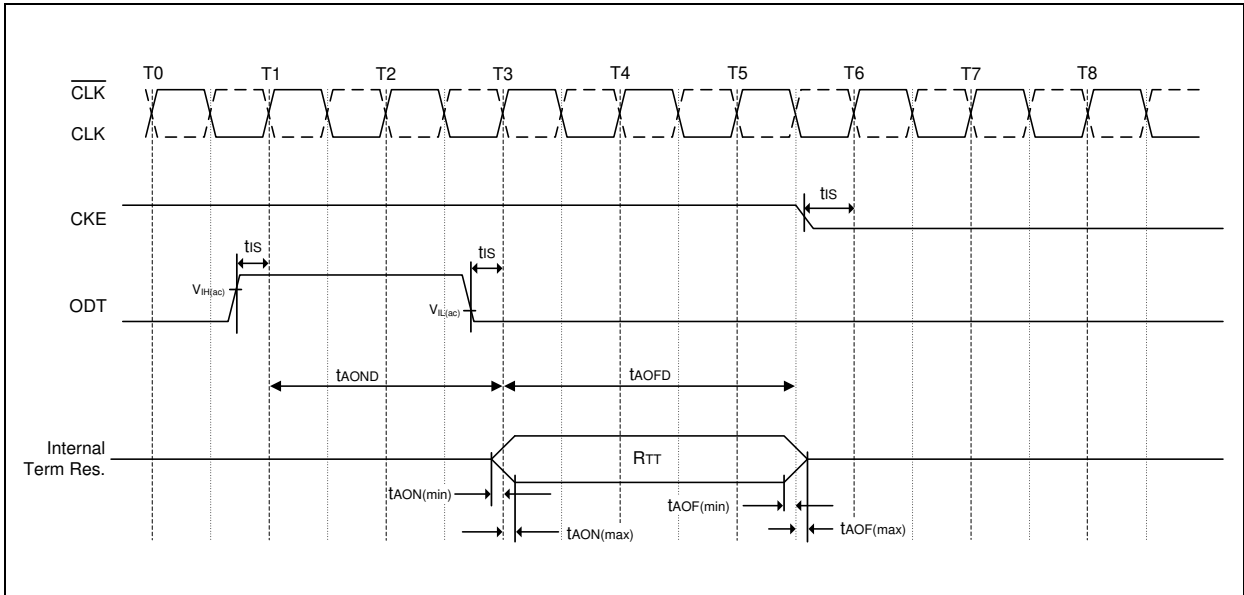 T0 T1 T2 T3 T4 T5 T6 T7 T8
CLK
CLK
tIS
CKE
tIS tIS
VIH(ac)
ODT
VIL(ac)
tAOND tAOFD
Internal
Term Res.
RTT
tAON(min) tAOF(min)
tAON(max) tAOF(max)